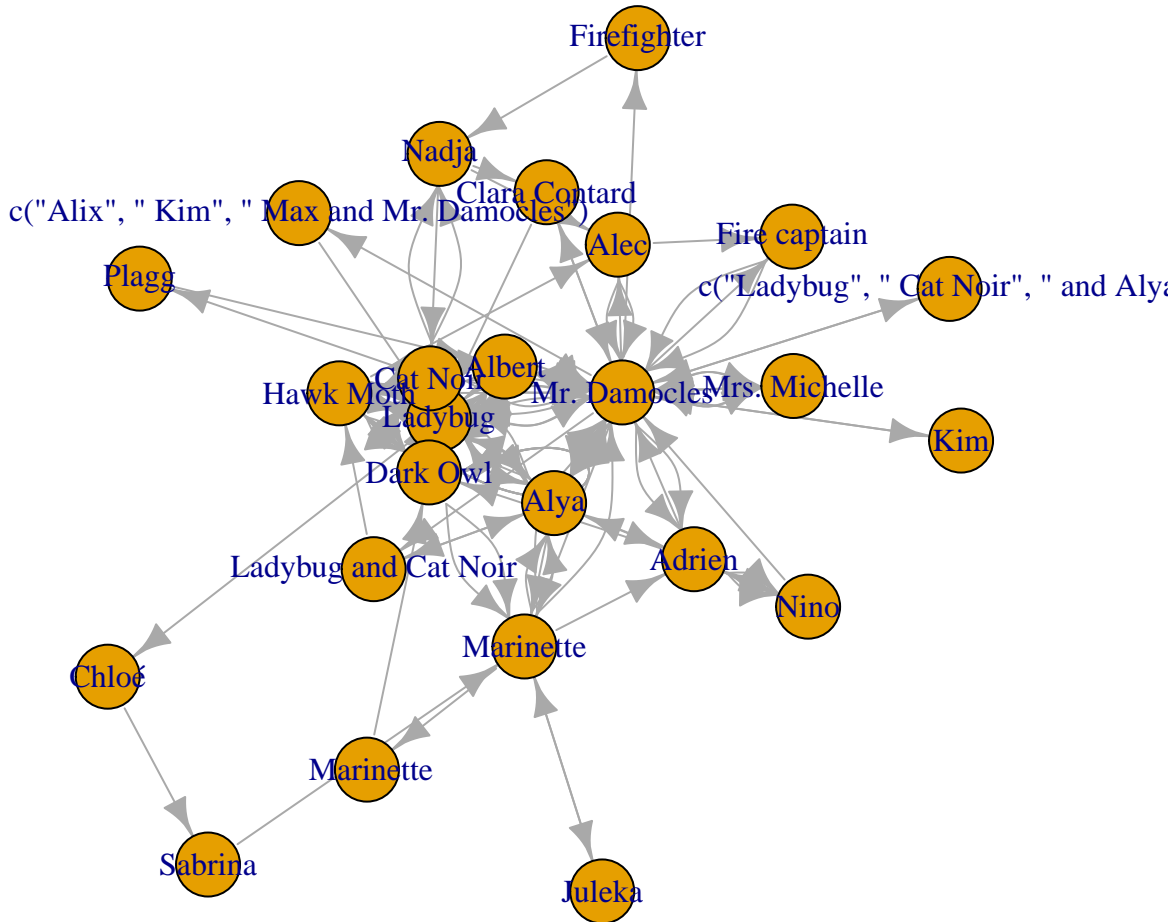 Firefighter
Nadja
Clara Contard
c("Alix", " Kim", " Max and Mr. Damocles")
Alec
Fire captain
Plagg
c("Ladybug", " Cat Noir", " and Alya
Albert
Cat Noir
Hawk Moth
Mr. Damocles
Mrs. Michelle
Ladybug
Kim
Dark Owl
Alya
Ladybug and Cat Noir
Adrien
Nino
Marinette
Chloé
Marinette
Sabrina
Juleka